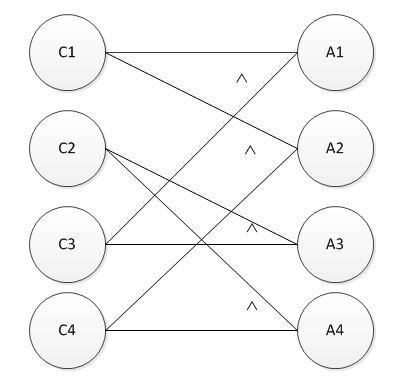 C1 A1
^
C2 ^ A2
C3 ^ A3
^
C4 A4